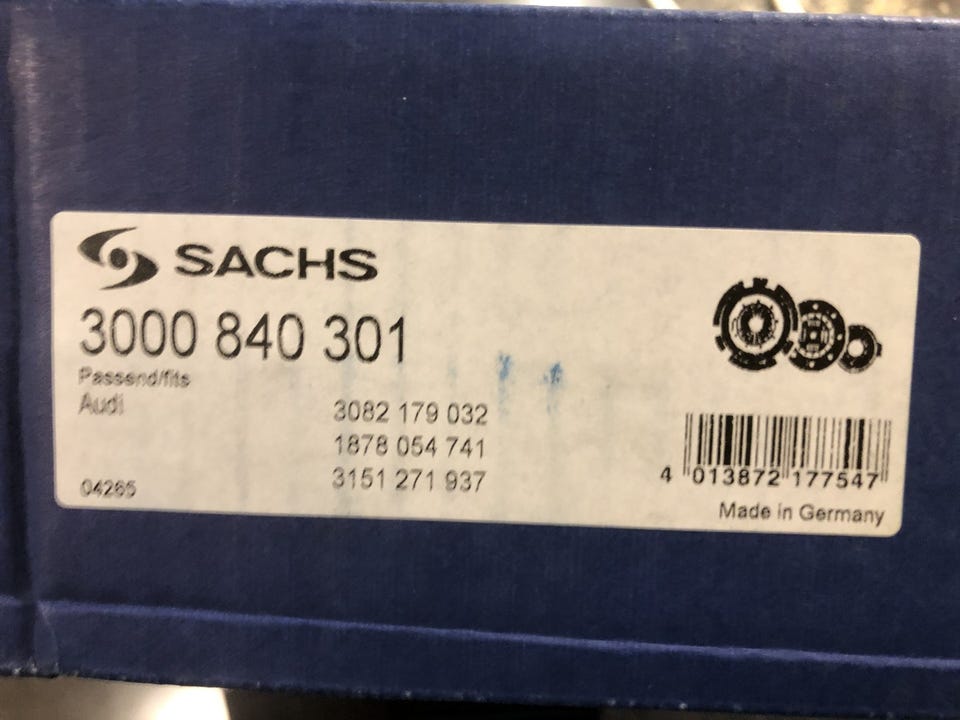 SACHS
3000 840 301
Passend/fits
Audi
3082 179 032
1878 054 741
3151 271 937
04265
4 013872 177547
Made in Germany